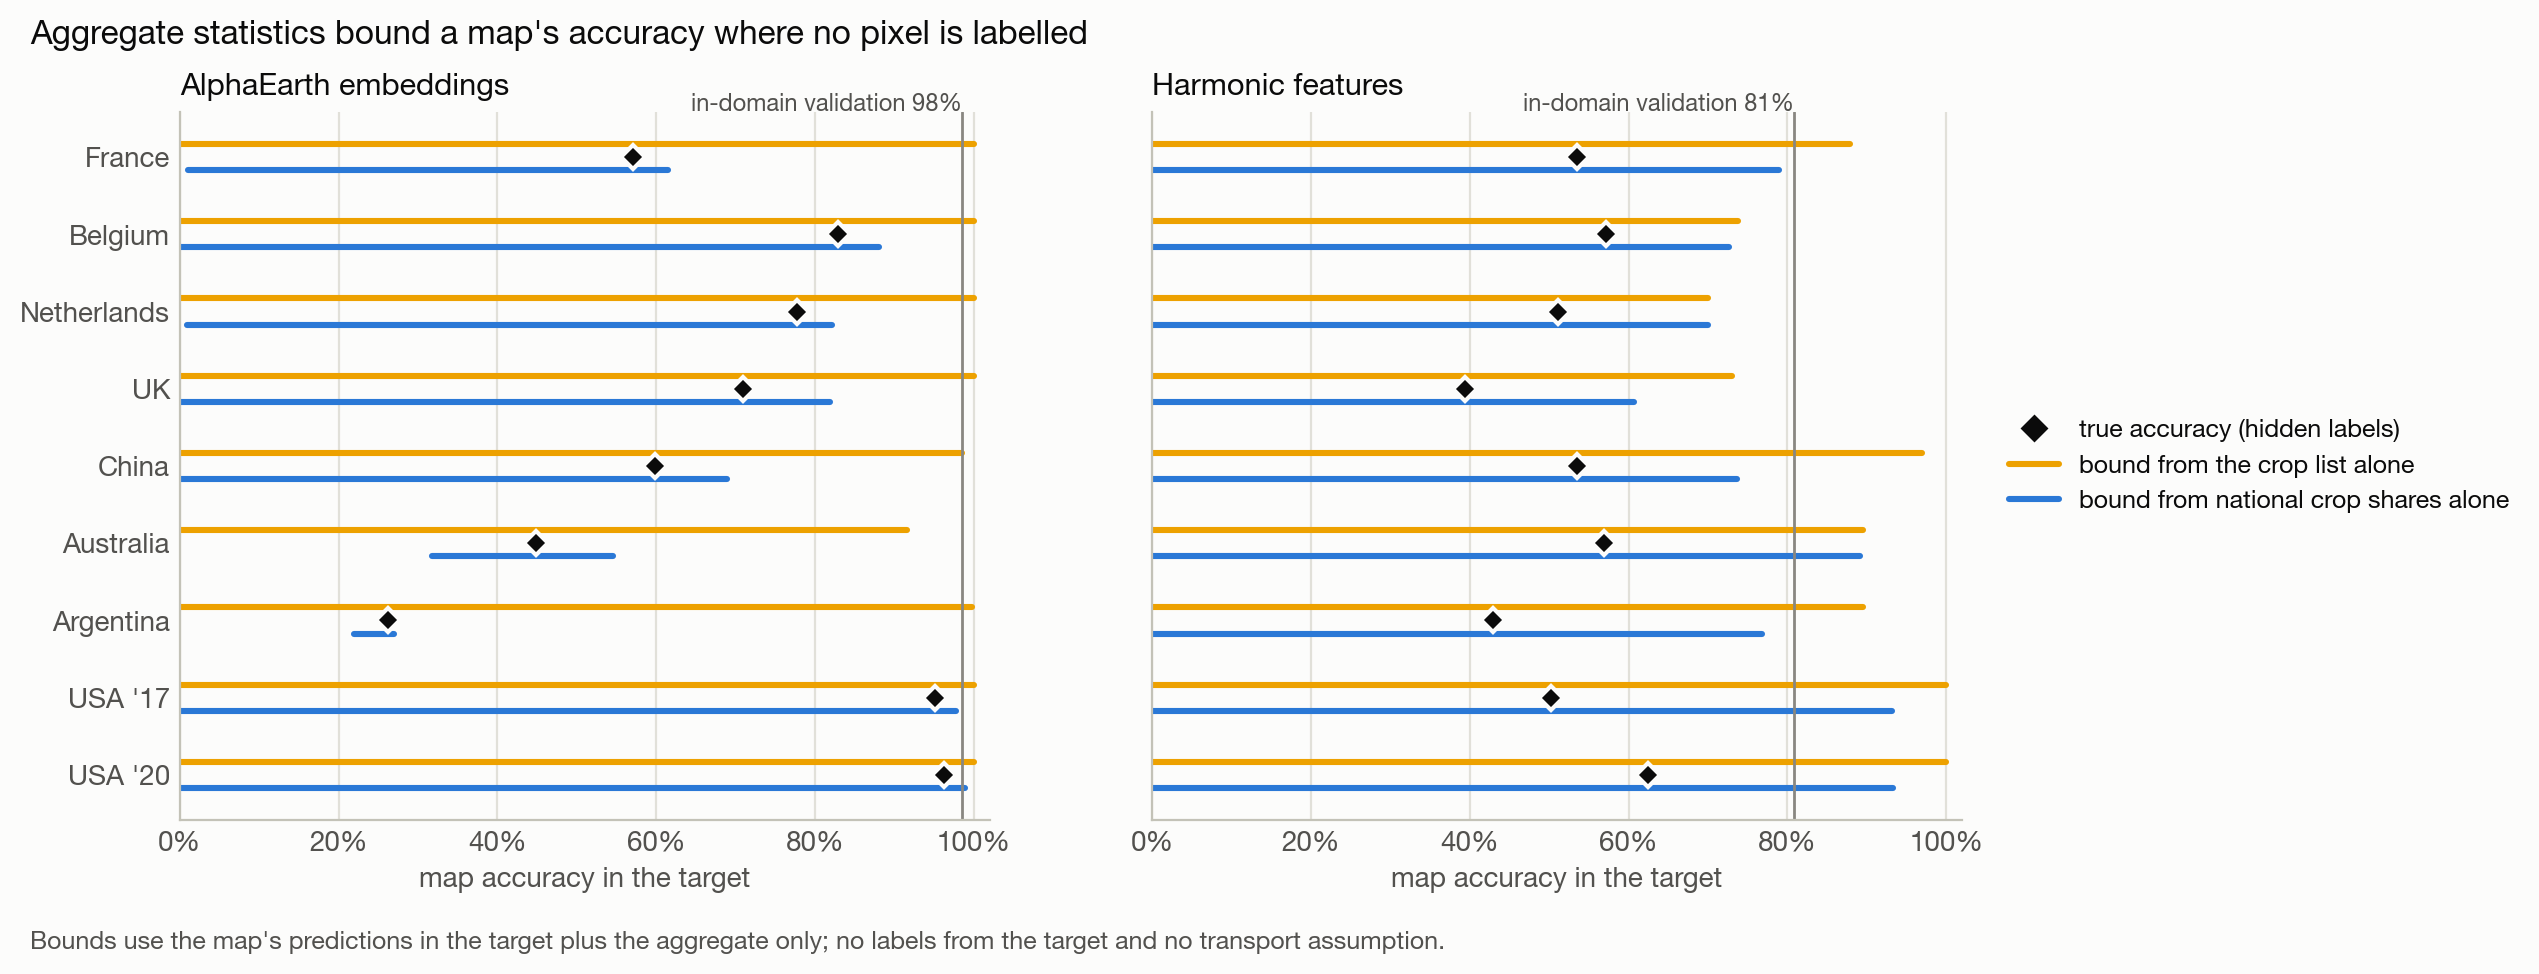 Aggregate statistics bound a map's accuracy where no pixel is labelled
AlphaEarth embeddings
in-domain validation 98%
France
Belgium
Netherlands
UK
China
Australia
Argentina
USA '17
USA '20
0% 20% 40% 60% 80% 100%
map accuracy in the target
Harmonic features
in-domain validation 81%
0% 20% 40% 60% 80% 100%
map accuracy in the target
true accuracy (hidden labels)
bound from the crop list alone
bound from national crop shares alone
Bounds use the map's predictions in the target plus the aggregate only; no labels from the target and no transport assumption.